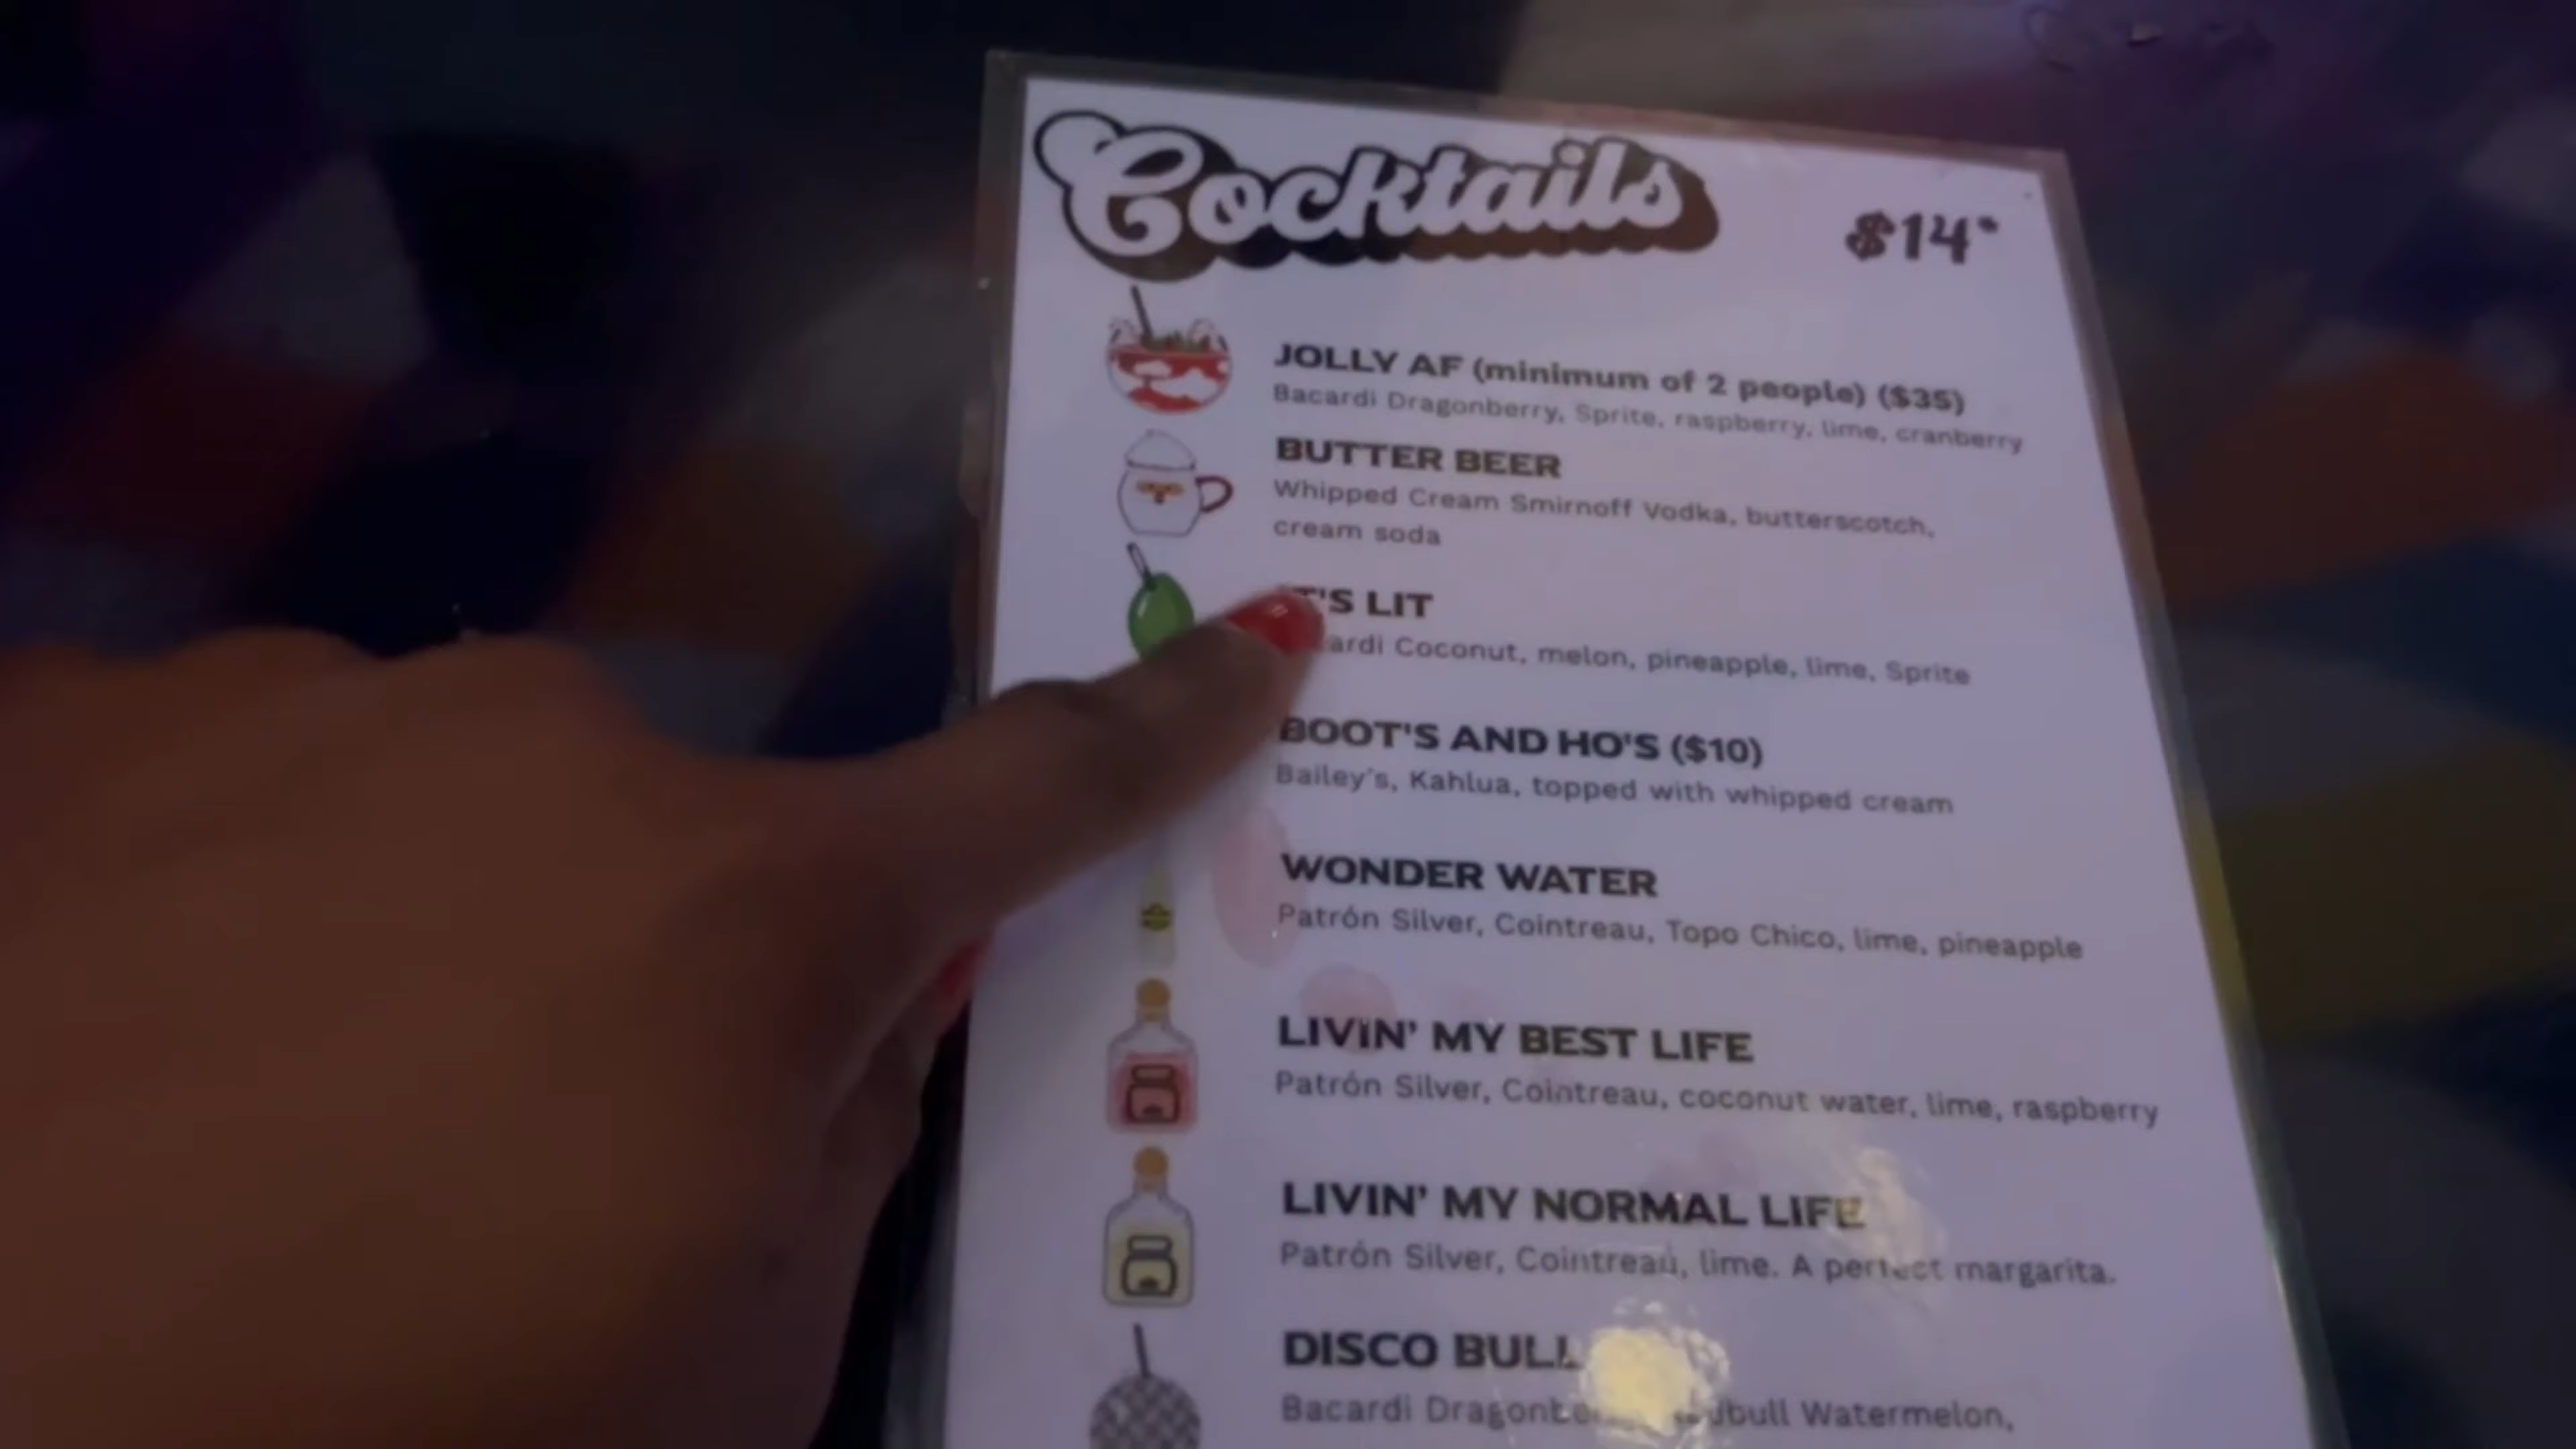 Cocktails
$14*
JOLLY AF (minimum of 2 people) ($35)
Bacardi Dragonberry, Sprite, raspberry, lime, cranberry
BUTTER BEER
Whipped Cream Smirnoff Vodka, butterscotch,
cream soda
IT'S LIT
Coconut, melon, pineapple, lime, Sprite
BOOT'S AND HO'S ($10)
Bailey's, Kahlua, topped with whipped cream
WONDER WATER
Patrón Silver, Cointreau, Topo Chico, lime, pineapple
LIVIN' MY BEST LIFE
Patrón Silver, Cointreau, coconut water, lime, raspberry
LIVIN' MY NORMAL LIFE
Patrón Silver, Cointreau, lime. A perfect margarita.
DISCO BULL
Bacardi Watermelon,